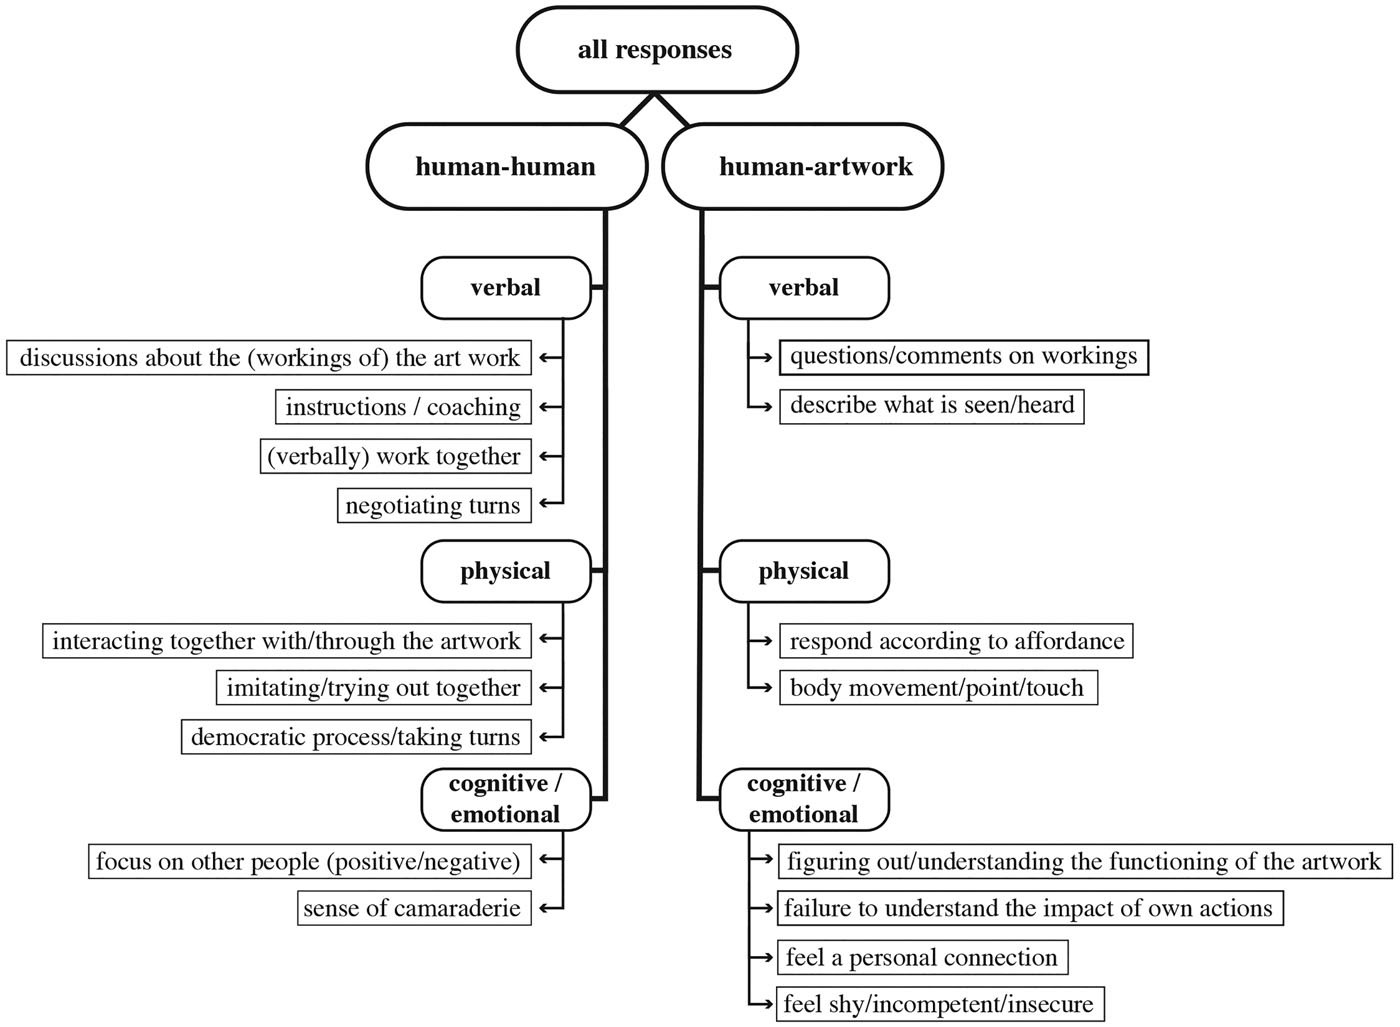 all responses
human-human
human-artwork
verbal
discussions about the (workings of) the art work
instructions / coaching
(verbally) work together
negotiating turns
physical
interacting together with/through the artwork
imitating/trying out together
democratic process/taking turns
cognitive /
emotional
focus on other people (positive/negative)
sense of camaraderie
verbal
questions/comments on workings
describe what is seen/heard
physical
respond according to affordance
body movement/point/touch
cognitive /
emotional
figuring out/understanding the functioning of the artwork
failure to understand the impact of own actions
feel a personal connection
feel shy/incompetent/insecure